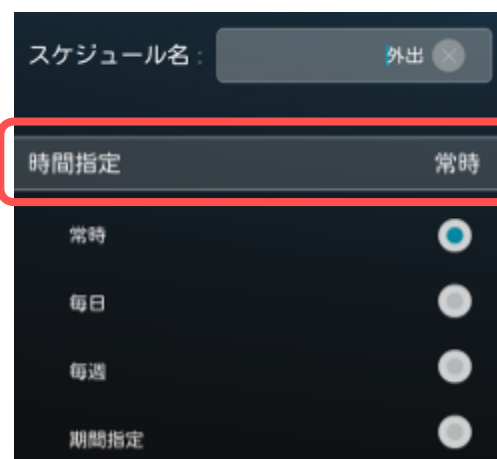 スケジュール名 : 外出
時間指定 常時
常時
毎日
毎週
期間指定